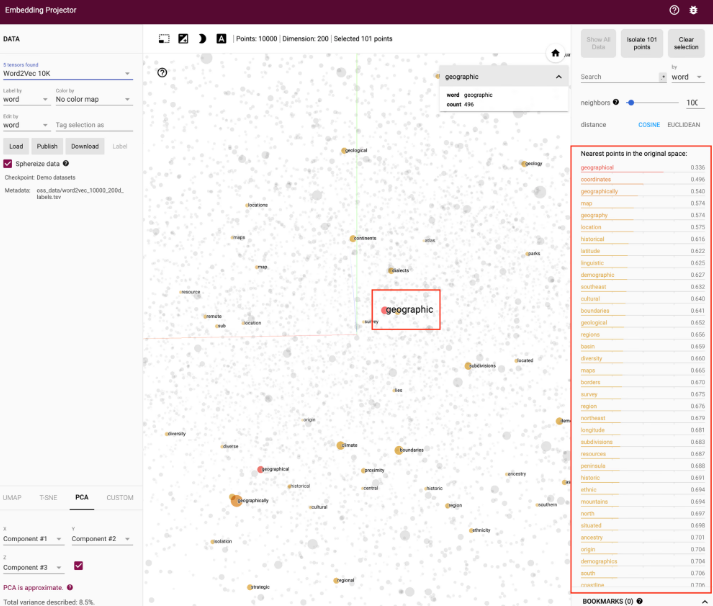 Embedding Projector
DATA
5 tensors found
Word2Vec 10K
Label by
word
Color by
No color map
Edit by
word
Tag selection as
Load
Publish
Download
Label
Sphereize data
Checkpoint: Demo datasets
Metadata: oss_data/word2vec_10000_200d_
labels.tsv
UMAP
T-SNE
PCA
CUSTOM
X
Component #1
Y
Component #2
Z
Component #3
PCA is approximate.
Total variance described: 8.5%.
A
Points: 10000
Dimension: 200
Selected 101 points
geographic
word geographic
count 496
geological
geology
locations
maps
continents
atlas
map
dialects
parks
resource
geographic
remote
sub
location
survey
located
subdivisions
lies
origin
diversity
diverse
climate
boundaries
geographical
proximity
ancestry
historical
central
historic
geographically
cultural
region
southern
ethnicity
isolation
strategic
regional
Show All
Data
Isolate 101
points
Clear
selection
Search
by
word
neighbors
100
distance
COSINE
EUCLIDEAN
Nearest points in the original space:
geographical 0.336
coordinates 0.496
geographically 0.540
map 0.574
geography 0.574
location 0.575
historical 0.616
latitude 0.622
linguistic 0.625
demographic 0.627
southeast 0.632
cultural 0.640
boundaries 0.641
geological 0.652
regions 0.656
basin 0.659
diversity 0.660
maps 0.665
borders 0.670
survey 0.675
region 0.676
northeast 0.679
longitude 0.681
subdivisions 0.683
resources 0.687
peninsula 0.688
historic 0.691
ethnic 0.694
mountains 0.694
north 0.697
situated 0.698
ancestry 0.701
origin 0.704
demographics 0.704
south 0.706
coastline 0.706
BOOKMARKS (0)